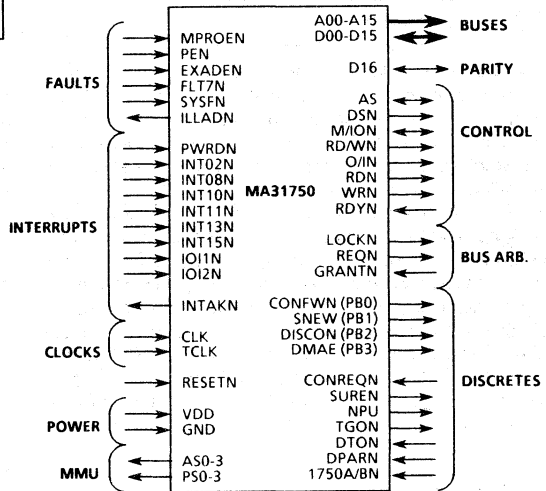 FAULTS
MPROEN
PEN
EXADEN
FLT7N
SYSFN
ILLADN
INTERRUPTS
PWRDN
INT02N
INT08N
INT10N
INT11N
INT13N
INT15N
IOI1N
IOI2N
INTAKN
CLOCKS
CLK
TCLK
RESETN
POWER
VDD
GND
MMU
AS0-3
PS0-3
MA31750
A00-A15
D00-D15
BUSES
D16
PARITY
AS
DSN
M/ION
RD/WN
O/IN
RDN
WRN
RDYN
CONTROL
LOCKN
REQN
GRANTN
BUS ARB.
CONFWN (PB0)
SNEW (PB1)
DISCON (PB2)
DMAE (PB3)
CONREQN
SUREN
NPU
TGON
DTON
DPARN
1750A/BN
DISCRETES